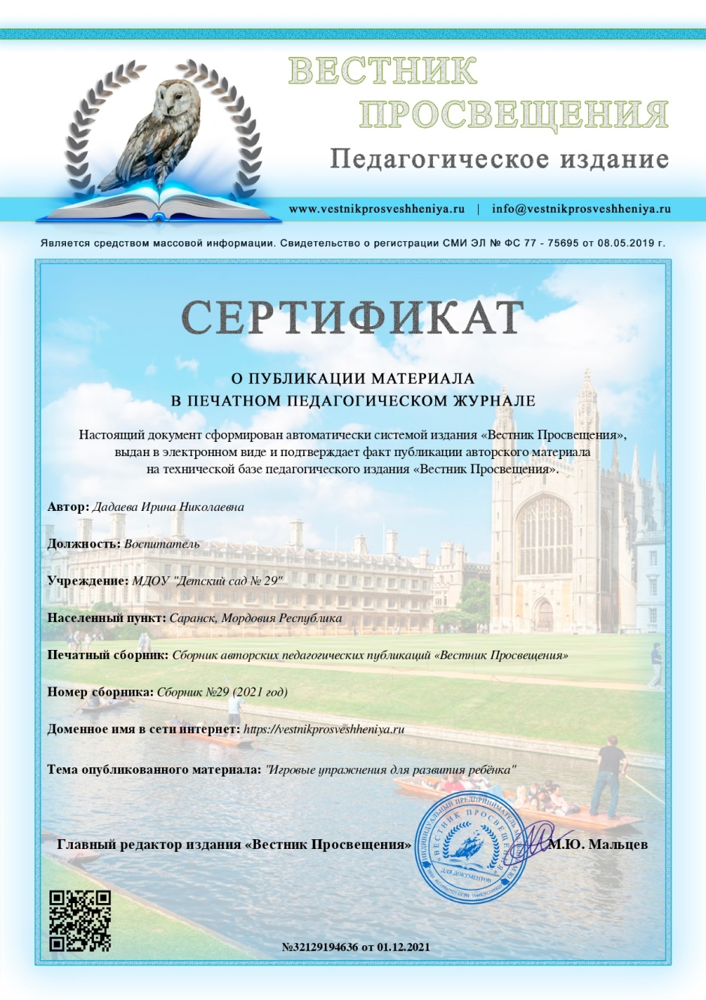 ВЕСТНИК
ПРОСВЕЩЕНИЯ
Педагогическое издание
www.vestnikprosveshheniya.ru | info@vestnikprosveshheniya.ru
Является средством массовой информации. Свидетельство о регистрации СМИ ЭЛ № ФС 77 - 75695 от 08.05.2019 г.
СЕРТИФИКАТ
О ПУБЛИКАЦИИ МАТЕРИАЛА
В ПЕЧАТНОМ ПЕДАГОГИЧЕСКОМ ЖУРНАЛЕ
Настоящий документ сформирован автоматически системой издания «Вестник Просвещения»,
выдан в электронном виде и подтверждает факт публикации авторского материала
на технической базе педагогического издания «Вестник Просвещения».
Автор: Дадаева Ирина Николаевна
Должность: Воспитатель
Учреждение: МДОУ "Детский сад № 29"
Населенный пункт: Саранск, Мордовия Республика
Печатный сборник: Сборник авторских педагогических публикаций «Вестник Просвещения»
Номер сборника: Сборник №29 (2021 год)
Доменное имя в сети интернет: https://vestnikprosveshheniya.ru
Тема опубликованного материала: "Игровые упражнения для развития ребёнка"
ИНДИВИДУАЛЬНЫЙ ПРЕДПРИНИМАТЕЛЬ
«ВЕСТНИК ПРОСВЕЩЕНИЯ»
ДЛЯ ДОКУМЕНТОВ
Главный редактор издания «Вестник Просвещения» М.Ю. Мальцев
№32129194636 от 01.12.2021